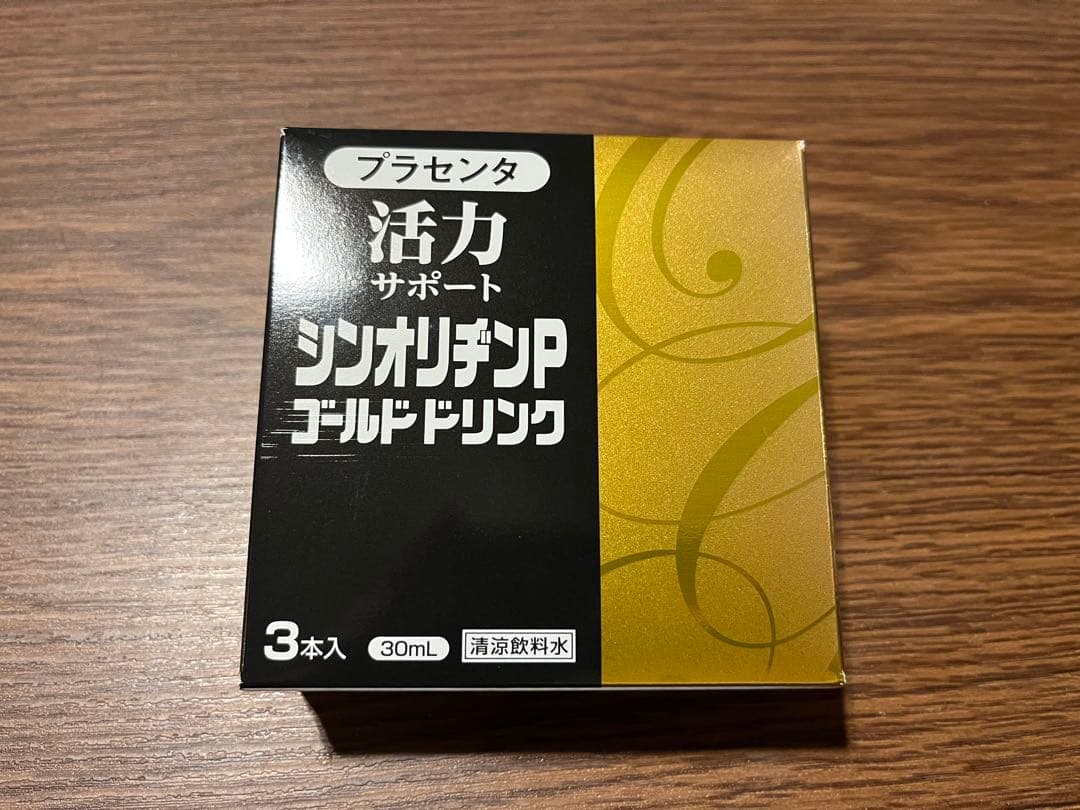 プラセンタ
活力
サポート
シンオリヂンP
ゴールドドリンク
3本入 30mL 清涼飲料水